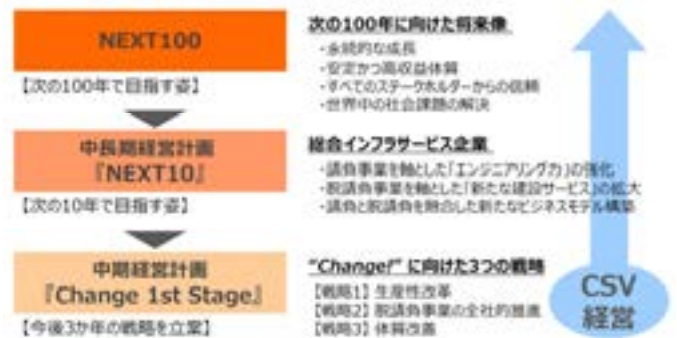 NEXT100
【次の100年で目指す姿】
次の100年に向けた将来像
・永続的な成長
・安定かつ高収益体質
・すべてのステークホルダーからの信頼
・世界中の社会課題の解決
中長期経営計画
『NEXT10』
【次の10年で目指す姿】
総合インフラサービス企業
・請負事業を軸とした「エンジニアリング力」の強化
・脱請負事業を軸とした「新たな建設サービス」の拡大
・請負と脱請負を融合した新たなビジネスモデル構築
中期経営計画
『Change 1st Stage』
【今後3か年の戦略を立案】
“Change!” に向けた3つの戦略
【戦略1】生産性改革
【戦略2】脱請負事業の全社的推進
【戦略3】体質改善
CSV
経営